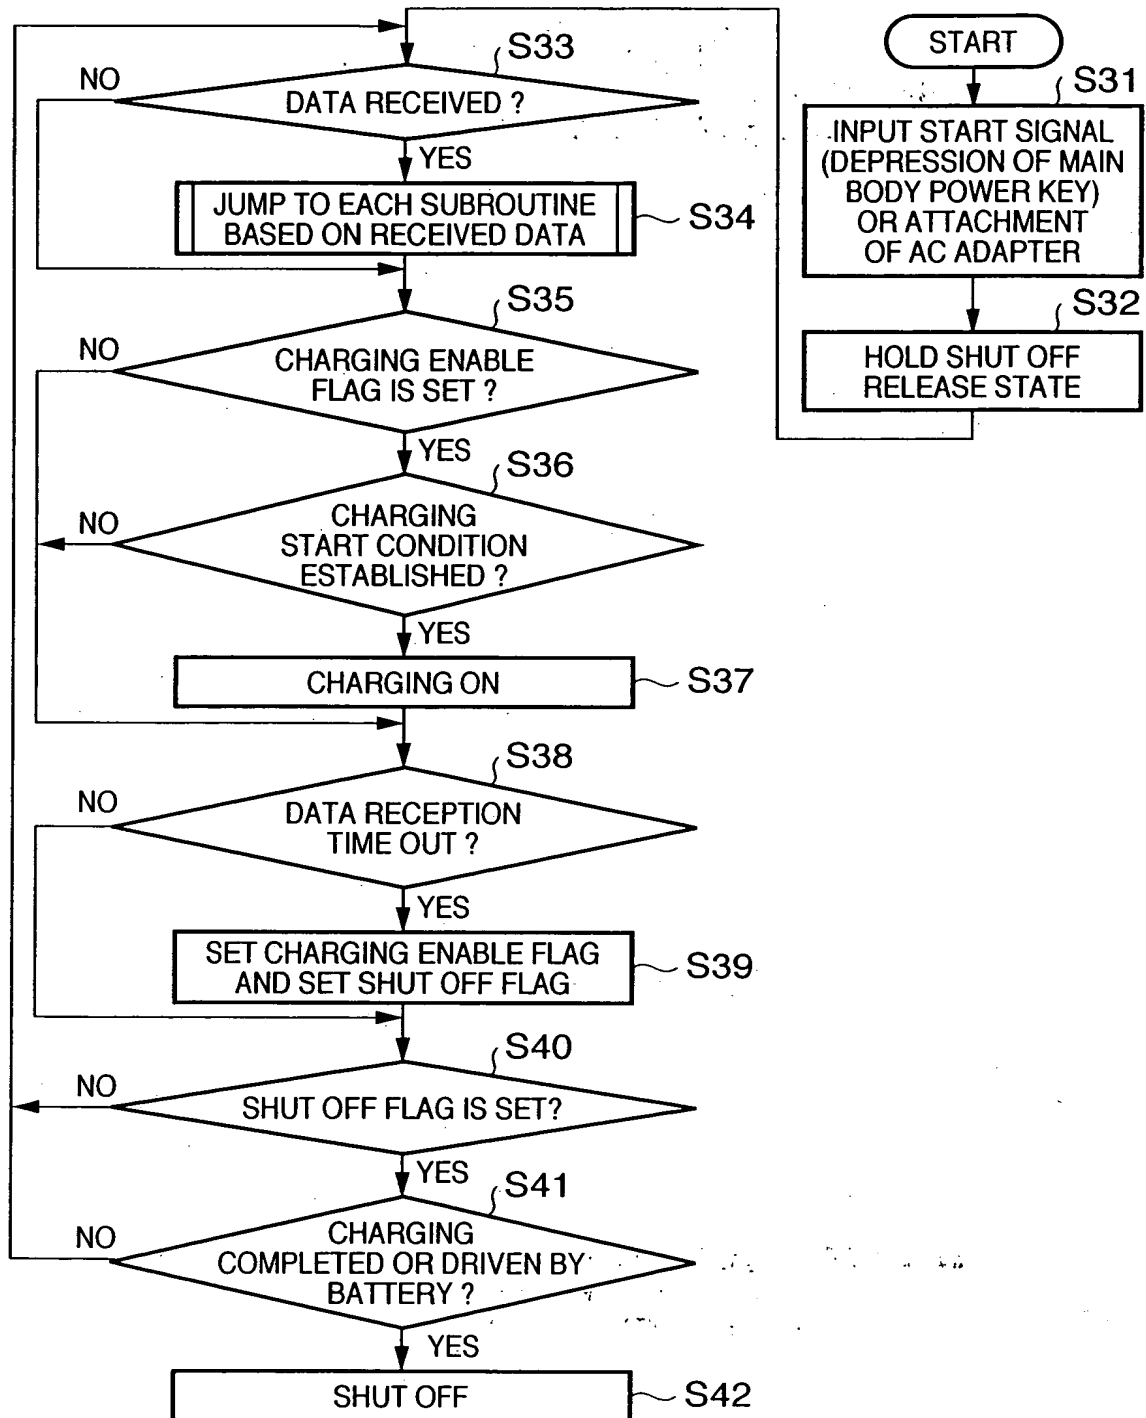 START
S31
INPUT START SIGNAL
(DEPRESSION OF MAIN
BODY POWER KEY)
OR ATTACHMENT
OF AC ADAPTER
S32
HOLD SHUT OFF
RELEASE STATE
S33
NO
DATA RECEIVED ?
YES
JUMP TO EACH SUBROUTINE
BASED ON RECEIVED DATA
S34
S35
NO
CHARGING ENABLE
FLAG IS SET ?
YES
S36
NO
CHARGING
START CONDITION
ESTABLISHED ?
YES
CHARGING ON
S37
S38
NO
DATA RECEPTION
TIME OUT ?
YES
SET CHARGING ENABLE FLAG
AND SET SHUT OFF FLAG
S39
S40
NO
SHUT OFF FLAG IS SET?
YES
S41
NO
CHARGING
COMPLETED OR DRIVEN BY
BATTERY ?
YES
SHUT OFF
S42